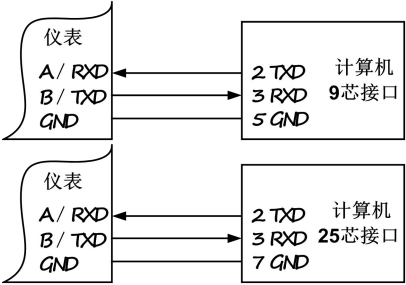 仪表
A/ RXD
B/ TXD
GND
2 TXD
3 RXD
5 GND
计算机
9芯接口
仪表
A/ RXD
B/ TXD
GND
2 TXD
3 RXD
7 GND
计算机
25芯接口